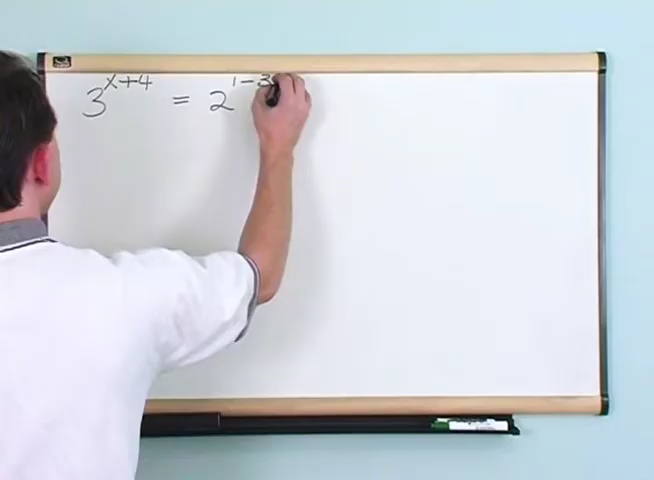 3^{x+4} = 2^{1-3